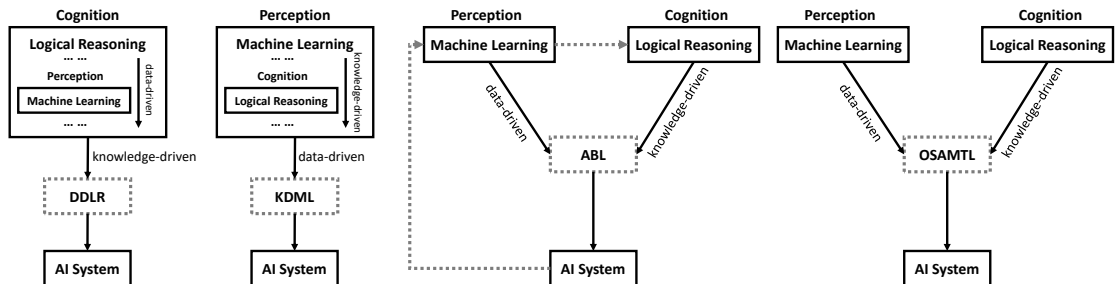 Cognition
Logical Reasoning
... ...
Perception
Machine Learning
... ...
data-driven
knowledge-driven
DDLR
AI System
Perception
Machine Learning
... ...
Cognition
Logical Reasoning
... ...
knowledge-driven
data-driven
KDML
AI System
Perception
Machine Learning
Cognition
Logical Reasoning
data-driven
knowledge-driven
ABL
AI System
Perception
Machine Learning
Cognition
Logical Reasoning
data-driven
knowledge-driven
OSAMTL
AI System